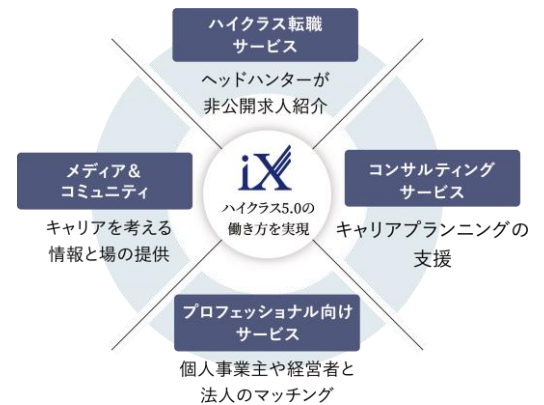 ハイクラス転職
サービス
ヘッドハンターが
非公開求人紹介
メディア＆
コミュニティ
キャリアを考える
情報と場の提供
iX
ハイクラス5.0の
働き方を実現
コンサルティング
サービス
キャリアプランニングの
支援
プロフェッショナル向け
サービス
個人事業主や経営者と
法人のマッチング